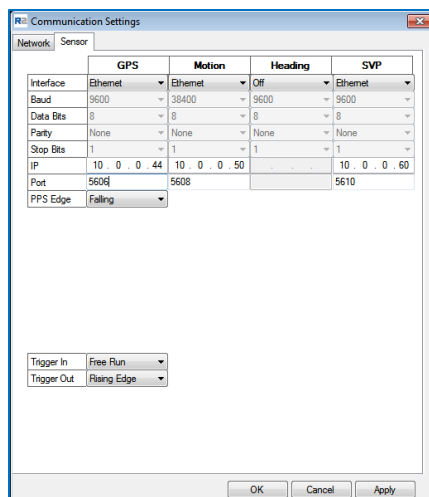 R2 Communication Settings
Network Sensor
GPS Motion Heading SVP
Interface Ethernet Ethernet Off Ethernet
Baud 9600 38400 9600 9600
Data Bits 8 8 8 8
Parity None None None None
Stop Bits 1 1 1 1
IP 10 . 0 . 0 . 44 10 . 0 . 0 . 50 . . . 10 . 0 . 0 . 60
Port 5606 5608 5610
PPS Edge Falling
Trigger In Free Run
Trigger Out Rising Edge
OK Cancel Apply